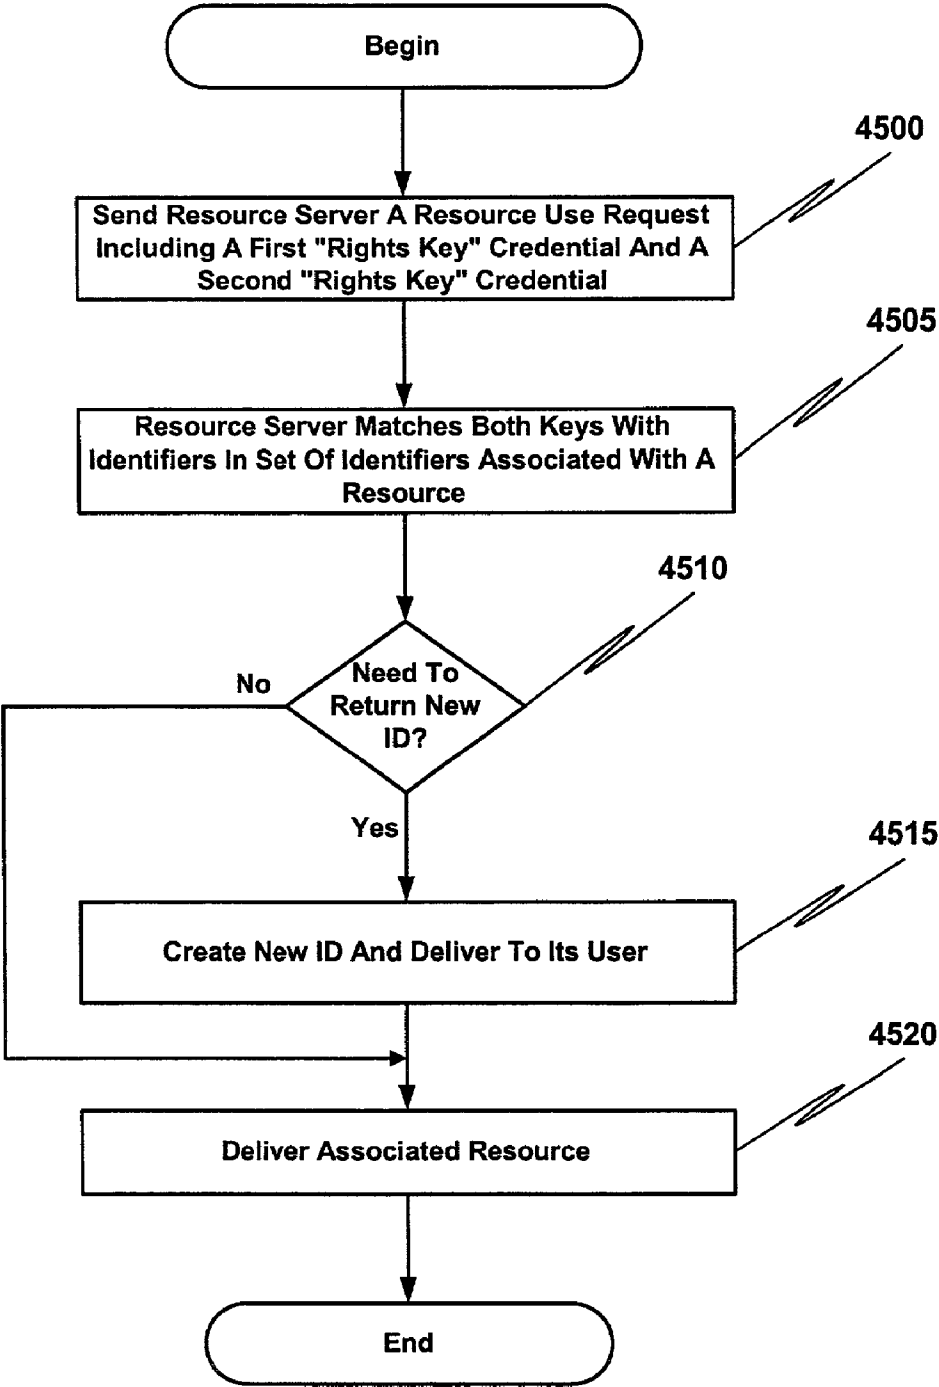 Begin
4500
Send Resource Server A Resource Use Request
Including A First "Rights Key" Credential And A
Second "Rights Key" Credential
4505
Resource Server Matches Both Keys With
Identifiers In Set Of Identifiers Associated With A
Resource
4510
Need To
Return New
ID?
No
Yes
4515
Create New ID And Deliver To Its User
4520
Deliver Associated Resource
End